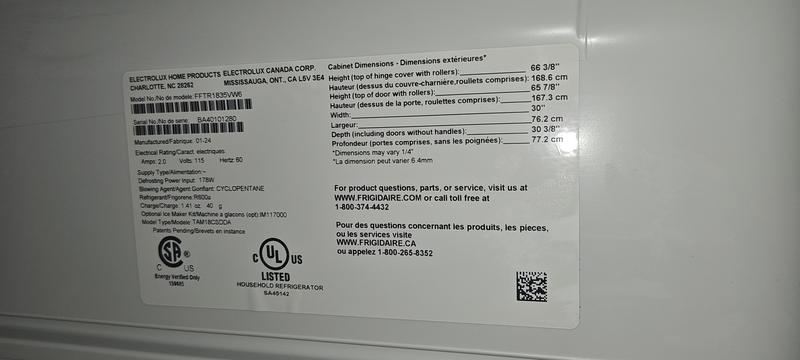 ELECTROLUX HOME PRODUCTS ELECTROLUX CANADA CORP.
CHARLOTTE, NC 28262 MISSISSAUGA, ONT., CA L5V 3E4
Model No./No de modele: FFTR1835VW6
Serial No./No de serie: BA40101280
Manufactured/Fabrique: 01-24
Electrical Rating/Caract. electriques
Amps: 2.0 Volts: 115 Hertz: 60
Supply Type/Alimentation: ~
Defrosting Power Input: 178W
Blowing Agent/Agent Gonflant: CYCLOPENTANE
Refrigerant/Frigorene: R600a
Charge/Charge: 1.41 oz 40 g
Optional Ice Maker Kit/Machine a glacons (opt): IM117000
Model Type/Modele: TAM18CSDDA
Patents Pending/Brevets en instance
SA ®
C US
Energy Verified Only
C UL US
LISTED
HOUSEHOLD REFRIGERATOR
Cabinet Dimensions - Dimensions extérieures*
Height (top of hinge cover with rollers): 66 3/8"
Hauteur (dessus du couvre-charnière,roulettes comprises): 168.6 cm
Height (top of door with rollers): 65 7/8"
Hauteur (dessus de la porte, roulettes comprises): 167.3 cm
Width: 30"
Largeur: 76.2 cm
Depth (including doors without handles): 30 3/8"
Profondeur (portes comprises, sans les poignées): 77.2 cm
*Dimensions may vary 1/4"
*La dimension peut varier 6.4mm
For product questions, parts, or service, visit us at
WWW.FRIGIDAIRE.COM or call toll free at
1-800-374-4432
Pour des questions concernant les produits, les pieces,
ou les services visite
WWW.FRIGIDAIRE.CA
ou appelez 1-800-265-8352